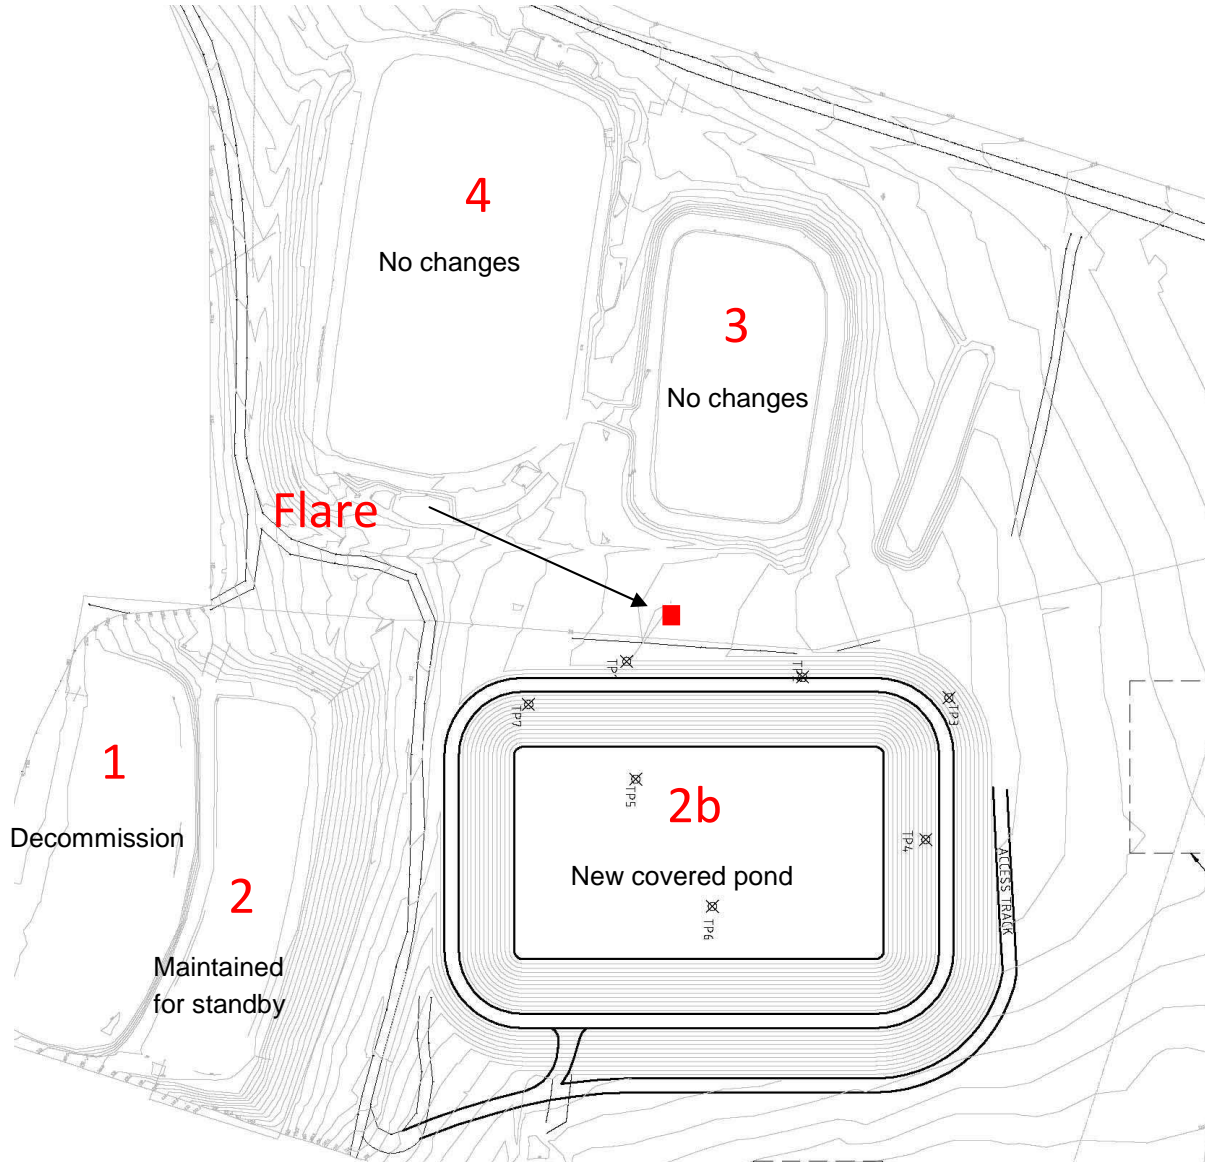 4
No changes
3
No changes
Flare
TP3
TP7
1
2b
TP5
Decommission
TP4
New covered pond
ACCESS TRACK
2
TP6
Maintained
for standby